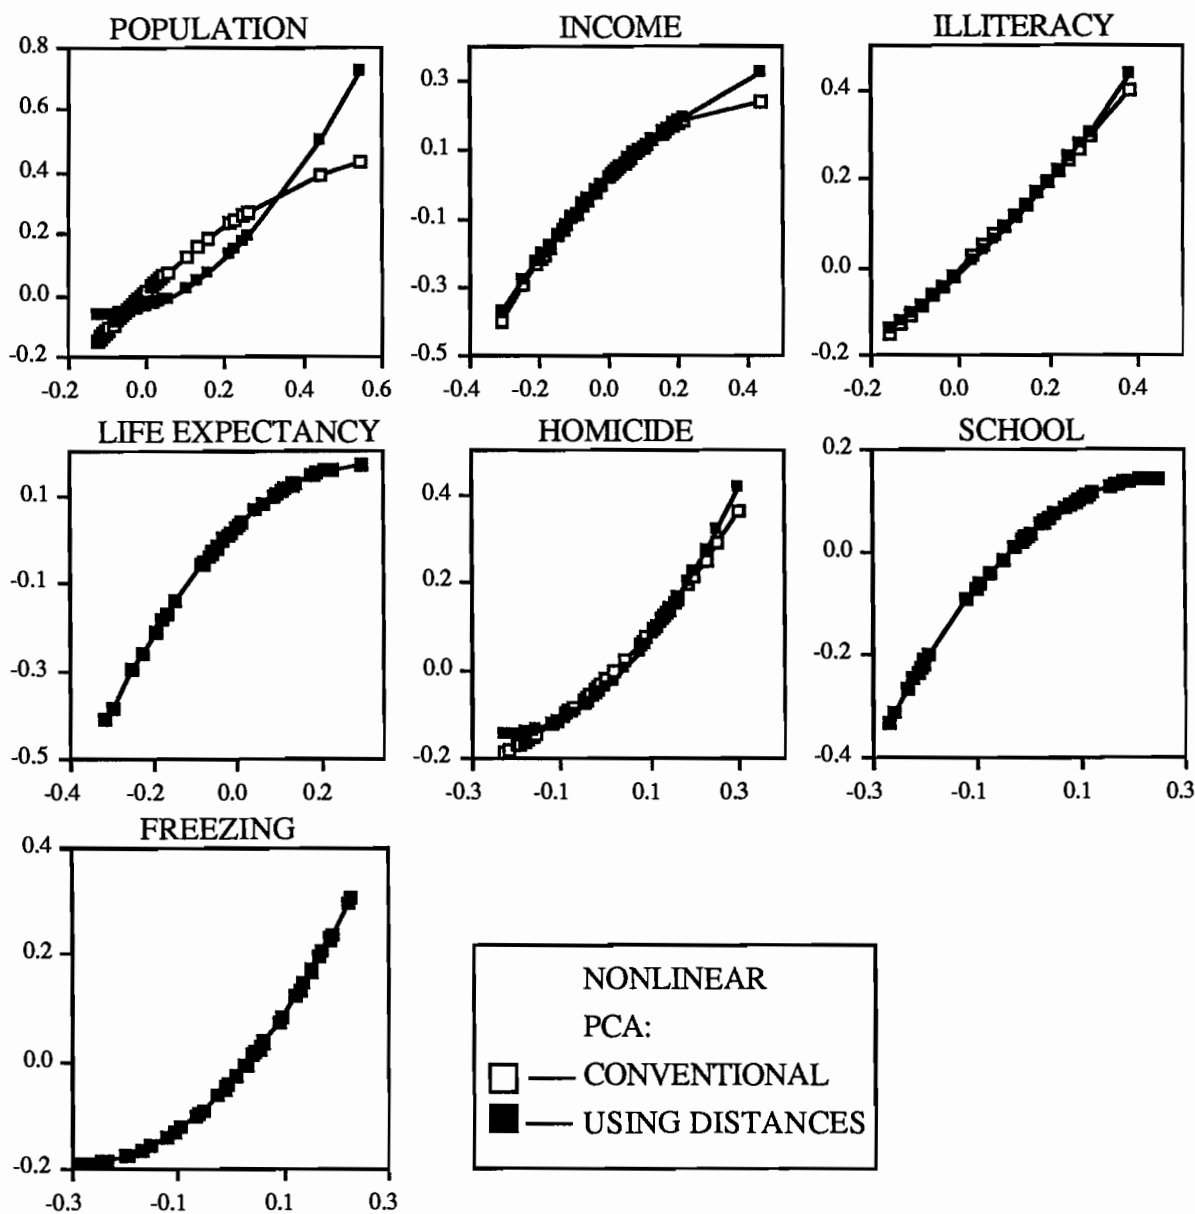 POPULATION INCOME ILLITERACY
0.8
0.6
0.4
0.2
0.0
-0.2
-0.2 0.0 0.2 0.4 0.6
0.3
0.1
-0.1
-0.3
-0.5
-0.4 -0.2 0.0 0.2 0.4
0.4
0.2
0.0
-0.2
-0.2 0.0 0.2 0.4
LIFE EXPECTANCY HOMICIDE SCHOOL
0.1
-0.1
-0.3
-0.5
-0.4 -0.2 0.0 0.2
0.4
0.2
0.0
-0.2
-0.3 -0.1 0.1 0.3
0.2
0.0
-0.2
-0.4
-0.3 -0.1 0.1 0.3
FREEZING
0.4
0.2
0.0
-0.2
-0.3 -0.1 0.1 0.3
NONLINEAR
PCA:
CONVENTIONAL
USING DISTANCES